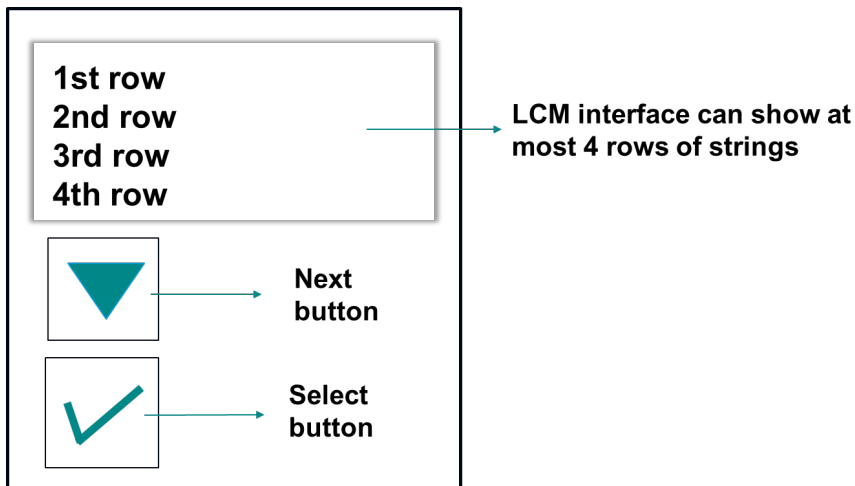 1st row
2nd row
3rd row
4th row
LCM interface can show at
most 4 rows of strings
Next
button
Select
button